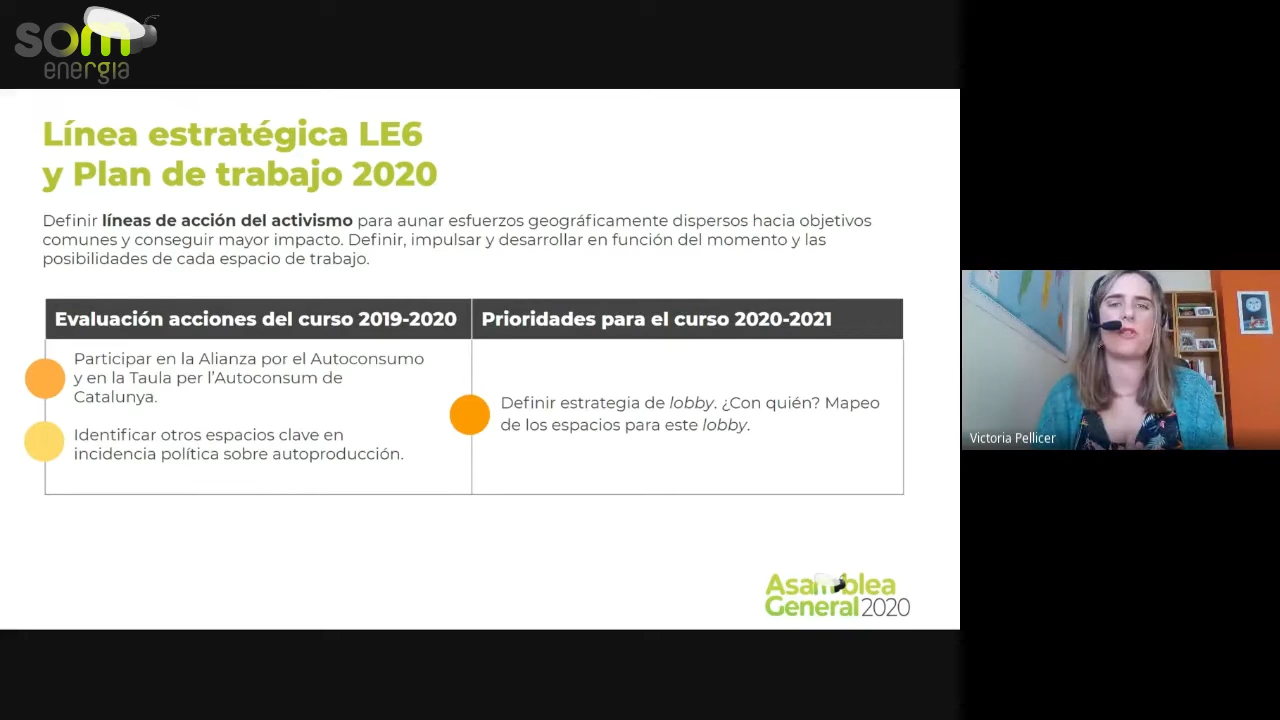 som
energia
Línea estratégica LE6
y Plan de trabajo 2020
Definir líneas de acción del activismo para aunar esfuerzos geográficamente dispersos hacia objetivos
comunes y conseguir mayor impacto. Definir, impulsar y desarrollar en función del momento y las
posibilidades de cada espacio de trabajo.
Evaluación acciones del curso 2019-2020
Participar en la Alianza por el Autoconsumo
y en la Taula per l'Autoconsum de
Catalunya.
Identificar otros espacios clave en
incidencia política sobre autoproducción.
Prioridades para el curso 2020-2021
Definir estrategia de lobby. ¿Con quién? Mapeo
de los espacios para este lobby.
Asamblea
General 2020
Victoria Pellicer